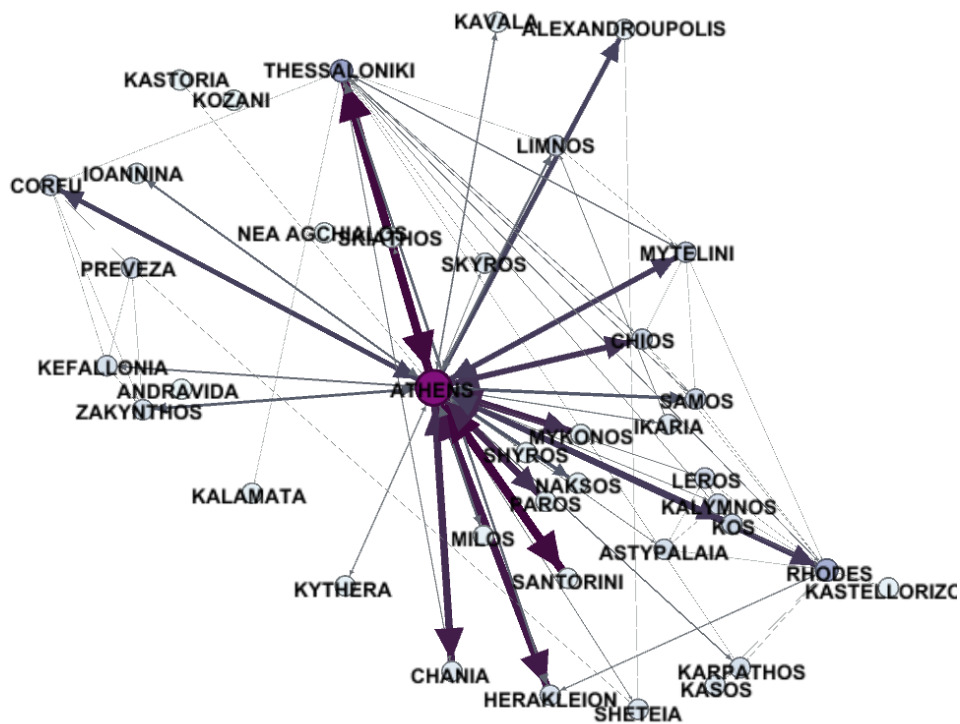 KAVALA
ALEXANDROUPOLIS
THESSALONIKI
KASTORIA
KOZANI
LIMNOS
IOANNINA
CORFU
NEA AGCHIALOS
SKIATHOS
SKYROS
MYTELINI
PREVEZA
CHIOS
KEFALLONIA
ATHENS
ANDRAVIDA
ZAKYNTHOS
SAMOS
IKARIA
MYKONOS
SHYROS
LEROS
NAKSOS
KALAMATA
PAROS
KALYMNOS
KOS
MILOS
ASTYPALAIA
SANTORINI
RHODES
KYTHERA
KASTELLORIZO
CHANIA
KARPATHOS
HERAKLEION
KASOS
SHETEIA